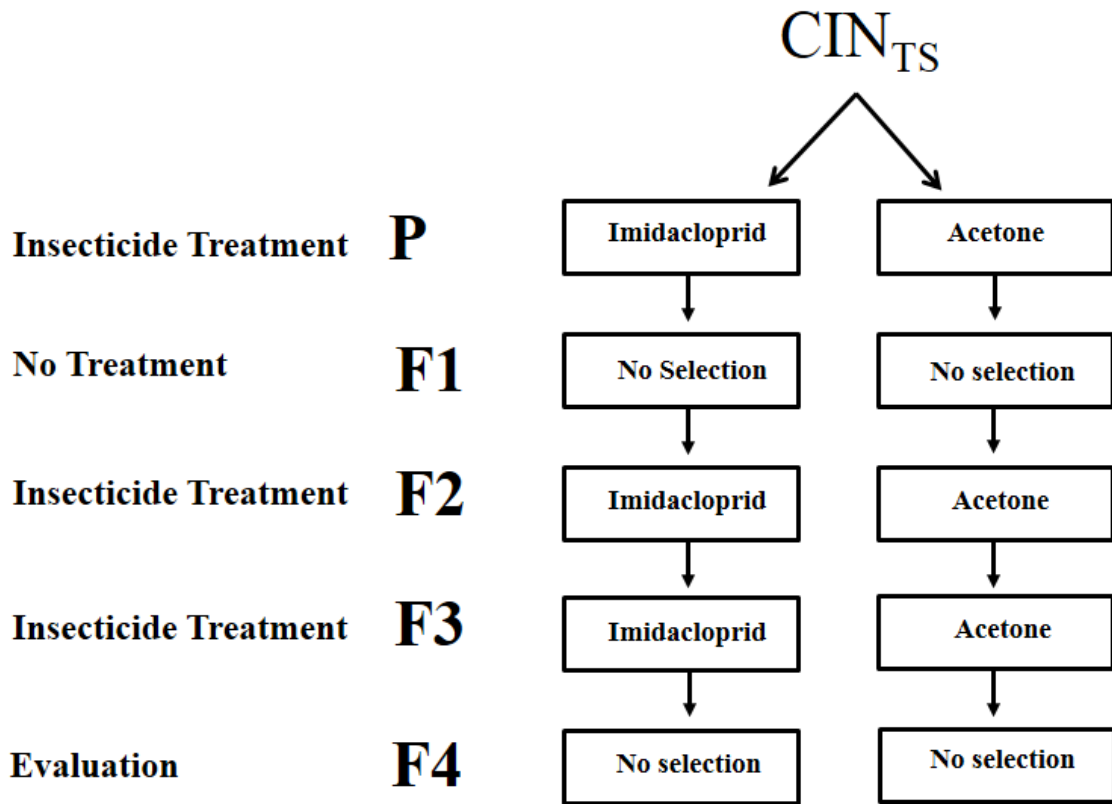 CIN_TS
Insecticide Treatment P Imidacloprid Acetone
No Treatment F1 No Selection No selection
Insecticide Treatment F2 Imidacloprid Acetone
Insecticide Treatment F3 Imidacloprid Acetone
Evaluation F4 No selection No selection